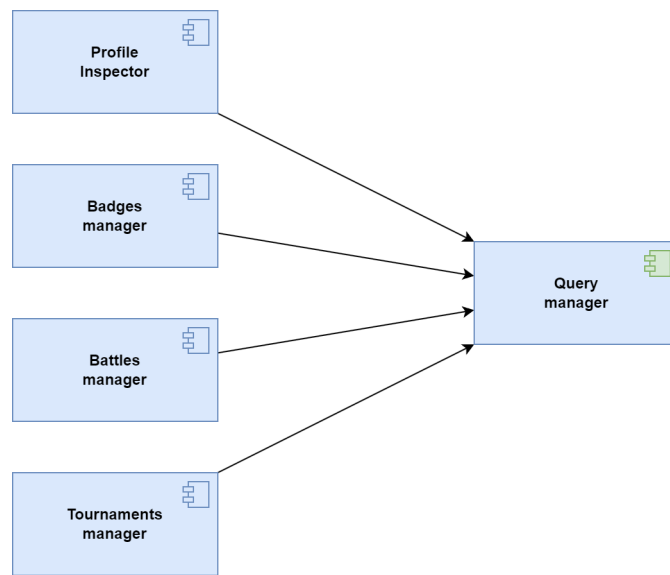 Profile
Inspector
Badges
manager
Battles
manager
Tournaments
manager
Query
manager